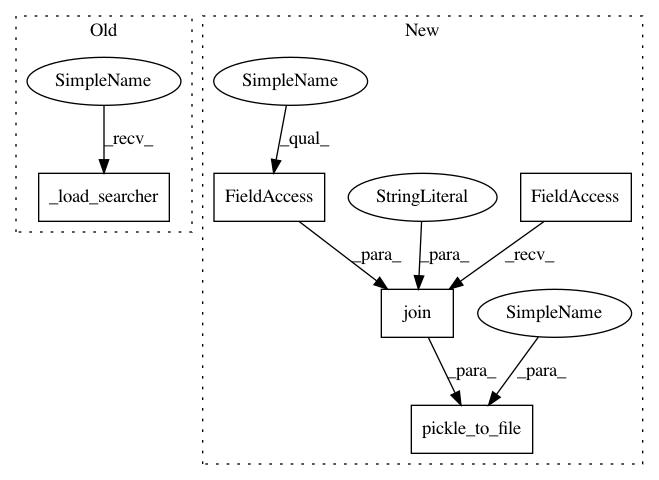 Old
New
SimpleName
SimpleName
_recv_
_qual_
_load_searcher
FieldAccess
StringLiteral
FieldAccess
_para_
_para_
_recv_
join
SimpleName
_para_
_para_
pickle_to_file